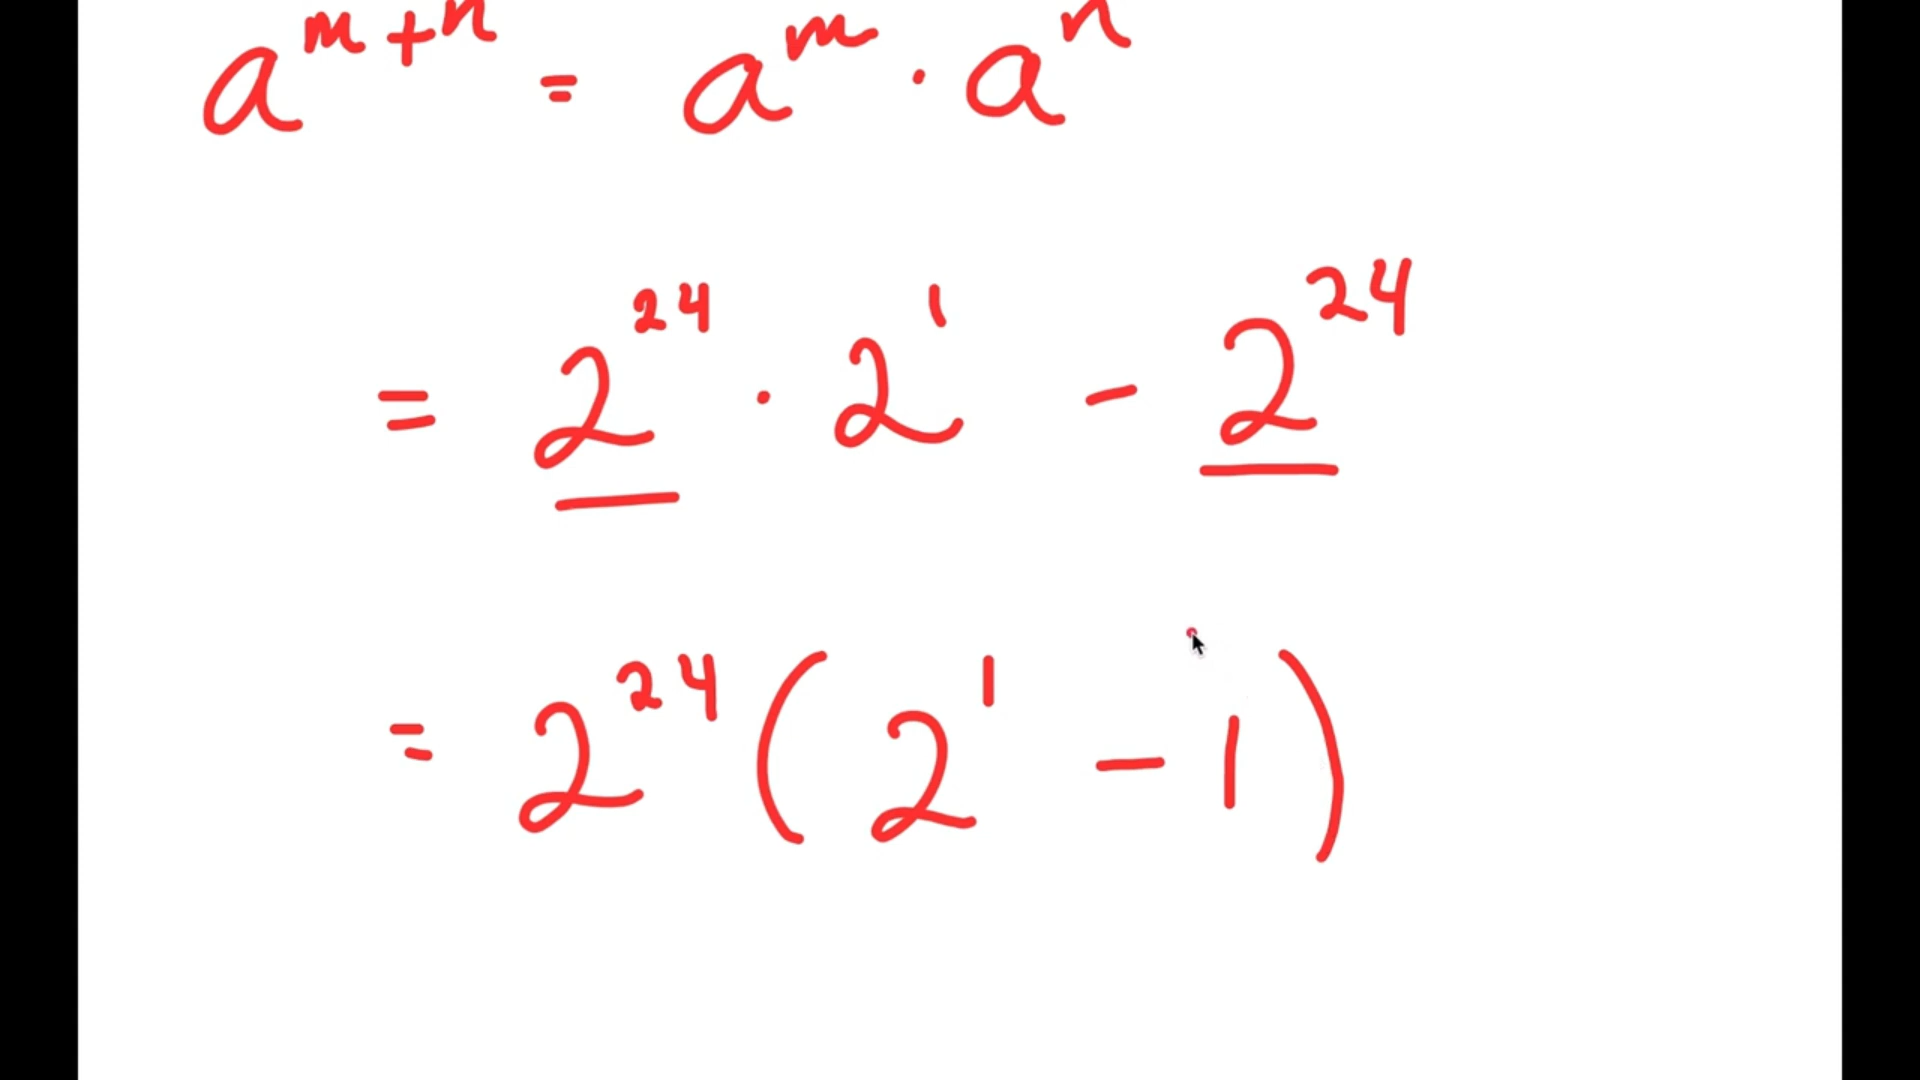 a^{m+n} = a^m · a^n
= 2^{24} · 2^1 - 2^{24}
= 2^{24} (2^1 - 1)